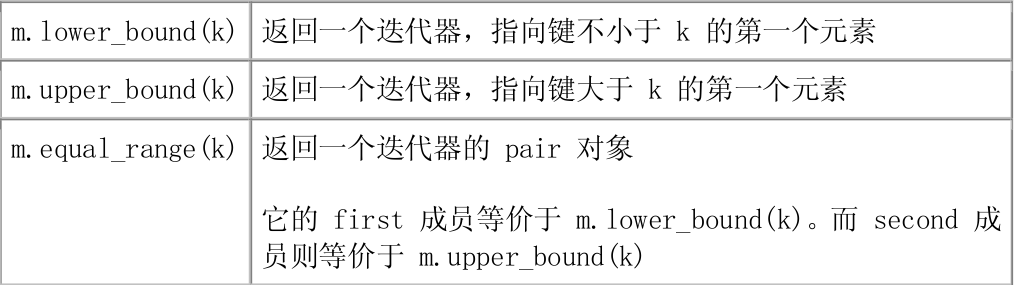 m.lower_bound(k) 返回一个迭代器，指向键不小于 k 的第一个元素
m.upper_bound(k) 返回一个迭代器，指向键大于 k 的第一个元素
m.equal_range(k) 返回一个迭代器的 pair 对象
它的 first 成员等价于 m.lower_bound(k)。而 second 成
员则等价于 m.upper_bound(k)